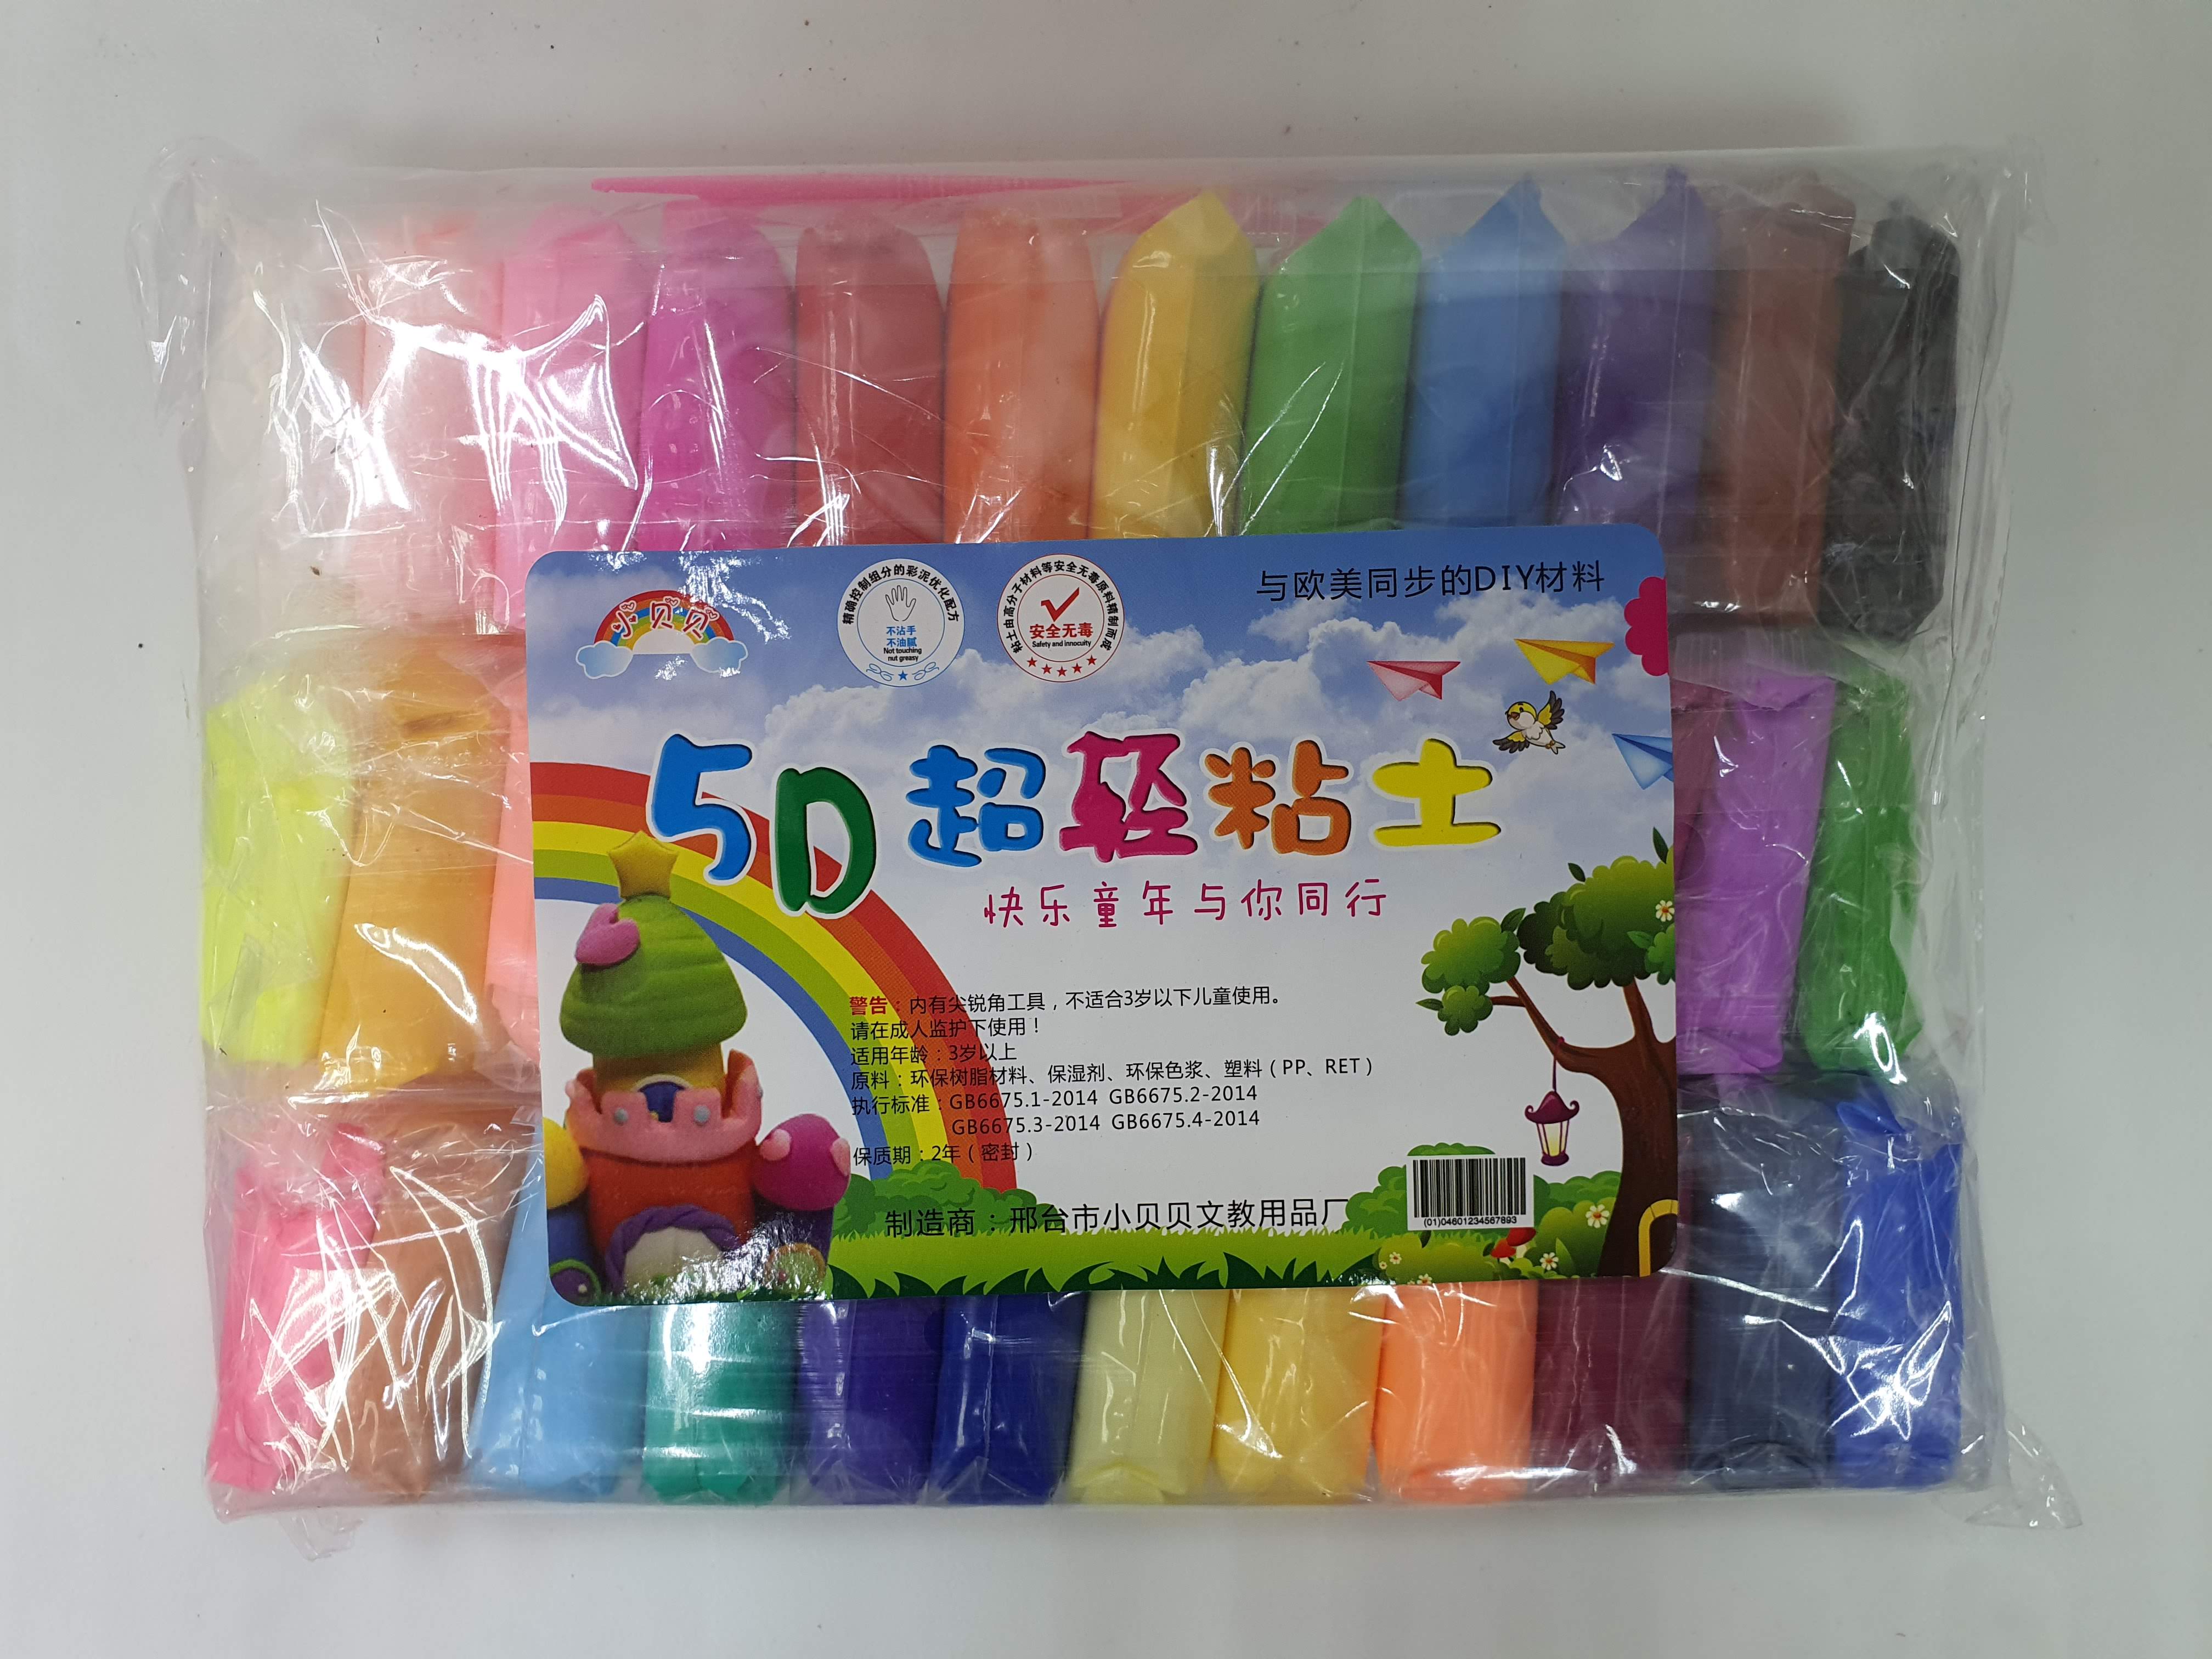 小贝贝
精确控制组分的彩泥优化配方
不沾手
不油腻
Not touching
nut greasy
粘土由高分子材料等安全无毒原料精制而成
安全无毒
Safety and innocuity
与欧美同步的DIY材料
5D超轻粘土
快乐童年与你同行
警告：内有尖锐角工具，不适合3岁以下儿童使用。
请在成人监护下使用！
适用年龄：3岁以上
原料：环保树脂材料、保湿剂、环保色浆、塑料（PP、RET）
执行标准：GB6675.1-2014 GB6675.2-2014
GB6675.3-2014 GB6675.4-2014
保质期：2年（密封）
制造商：邢台市小贝贝文教用品厂
(01)04601234567893